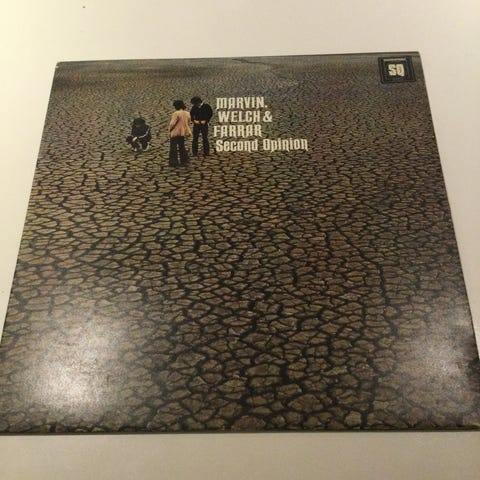 MARVIN,
WELCH &
FARRAR
Second Opinion
SQ